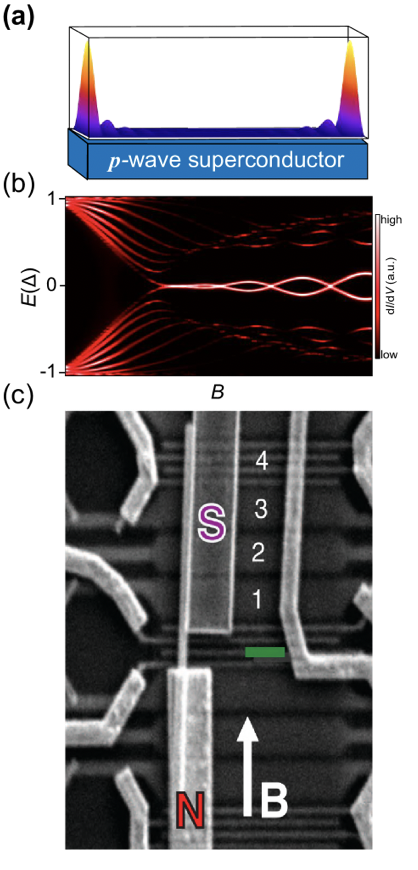 (a)
p-wave superconductor
(b)
1
high
E(Δ)
0
dI/dV (a.u.)
-1
low
B
(c)
4
S
3
2
1
B
N